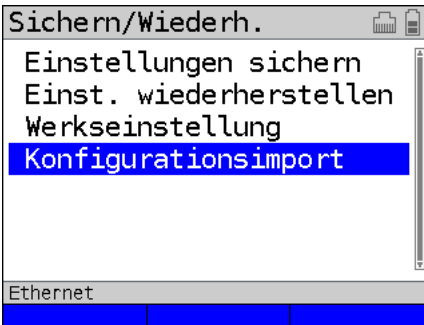 Sichern/Wiederh.
Einstellungen sichern
Einst. wiederherstellen
Werkseinstellung
Konfigurationsimport
Ethernet